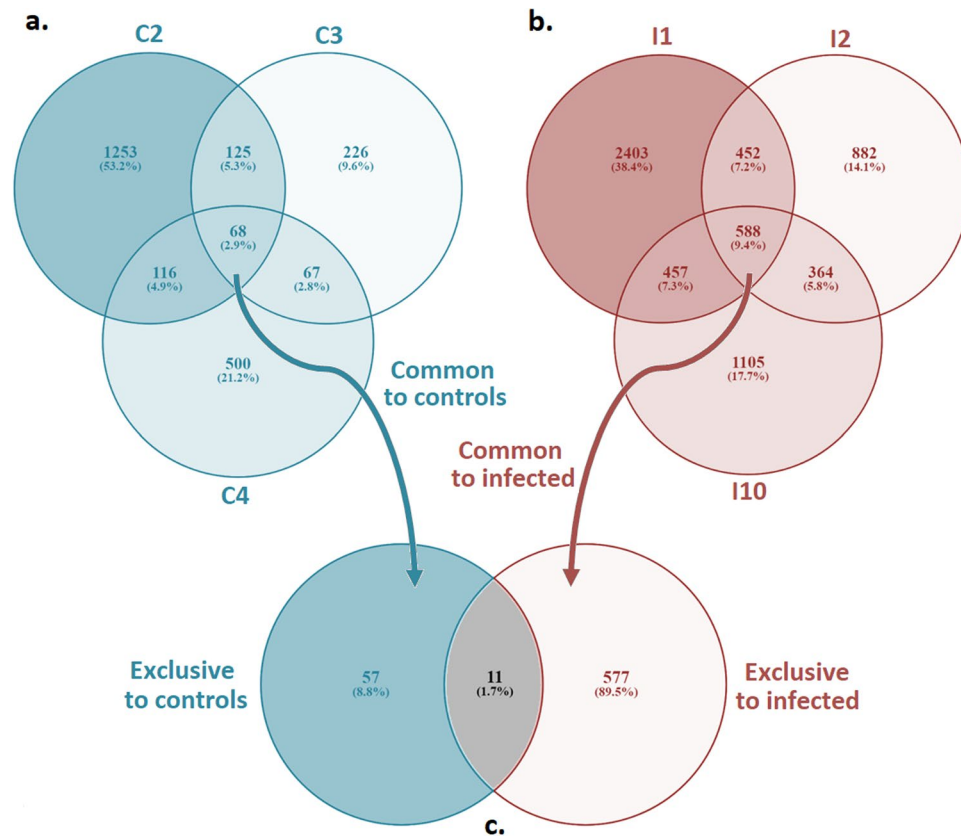 a.
C2
C3
1253
(53.2%)
125
(5.3%)
226
(9.6%)
68
(2.9%)
116
(4.9%)
67
(2.8%)
500
(21.2%)
C4
b.
I1
I2
2403
(38.4%)
452
(7.2%)
882
(14.1%)
588
(9.4%)
457
(7.3%)
364
(5.8%)
1105
(17.7%)
I10
Common
to controls
Common
to infected
Exclusive
to controls
57
(8.8%)
11
(1.7%)
577
(89.5%)
Exclusive
to infected
c.